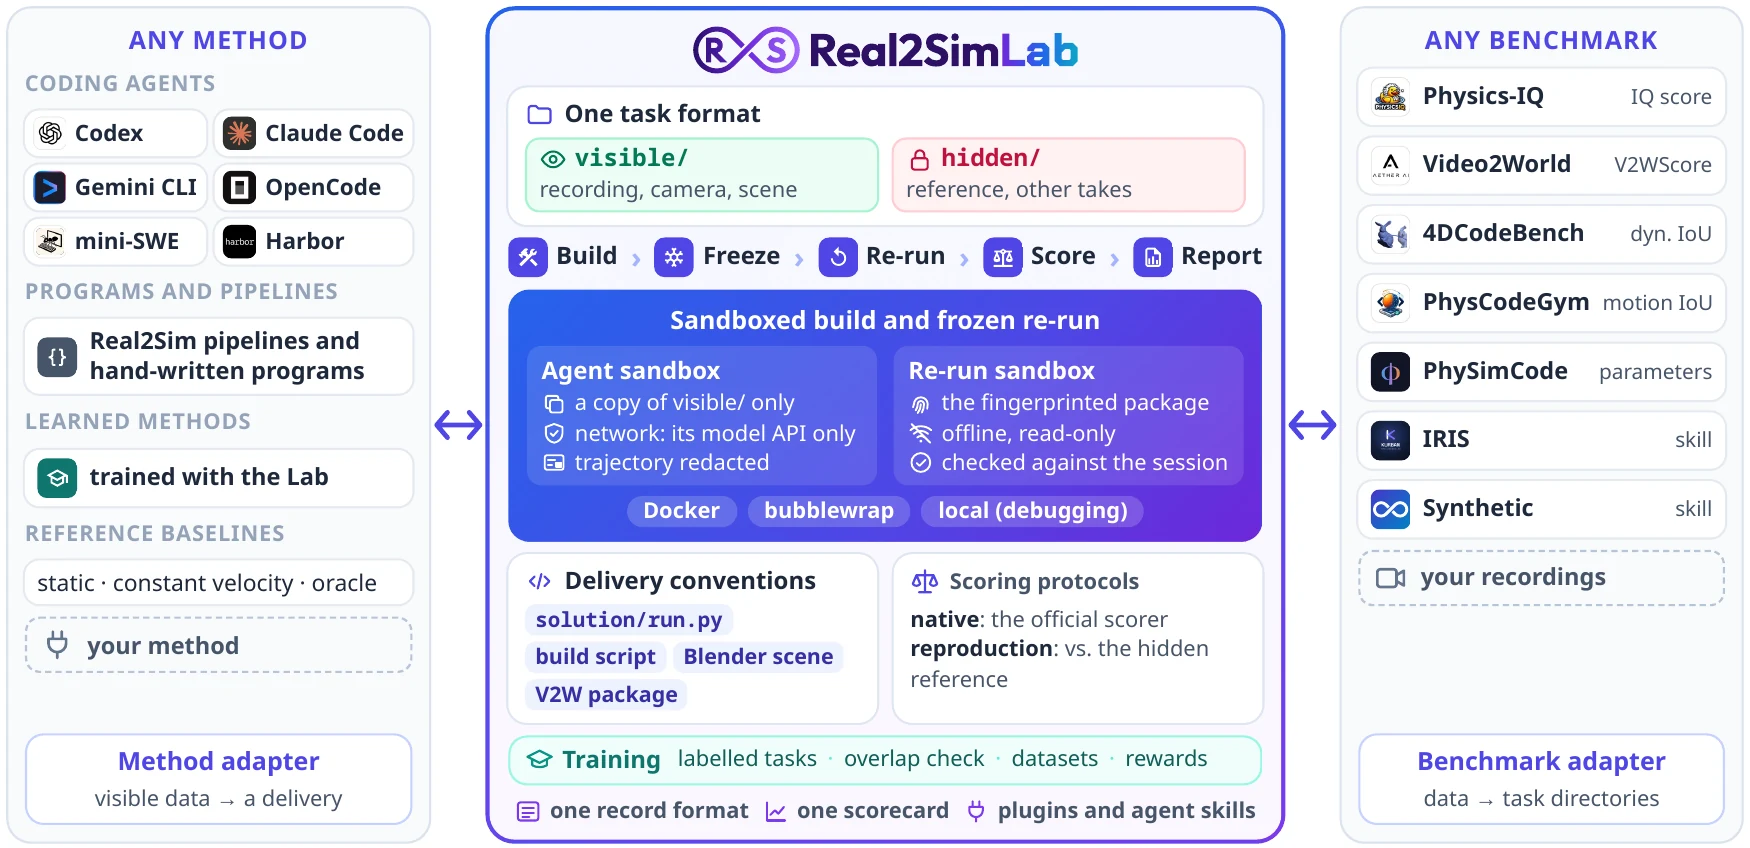 ANY METHOD
CODING AGENTS
Codex
Claude Code
Gemini CLI
OpenCode
mini-SWE
harbor
Harbor
PROGRAMS AND PIPELINES
{}
Real2Sim pipelines and
hand-written programs
LEARNED METHODS
trained with the Lab
REFERENCE BASELINES
static · constant velocity · oracle
your method
Method adapter
visible data → a delivery
R S Real2SimLab
One task format
visible/
recording, camera, scene
hidden/
reference, other takes
Build › Freeze › Re-run › Score › Report
Sandboxed build and frozen re-run
Agent sandbox
a copy of visible/ only
network: its model API only
trajectory redacted
Re-run sandbox
the fingerprinted package
offline, read-only
checked against the session
Docker
bubblewrap
local (debugging)
Delivery conventions
solution/run.py
build script
Blender scene
V2W package
Scoring protocols
native: the official scorer
reproduction: vs. the hidden
reference
Training labelled tasks · overlap check · datasets · rewards
one record format
one scorecard
plugins and agent skills
ANY BENCHMARK
PHYSICSIQ
Physics-IQ IQ score
AETHER AI
Video2World V2WScore
4DCodeBench dyn. IoU
PhysCodeGym motion IoU
ϕ
PhySimCode parameters
IRIS skill
Synthetic skill
your recordings
Benchmark adapter
data → task directories